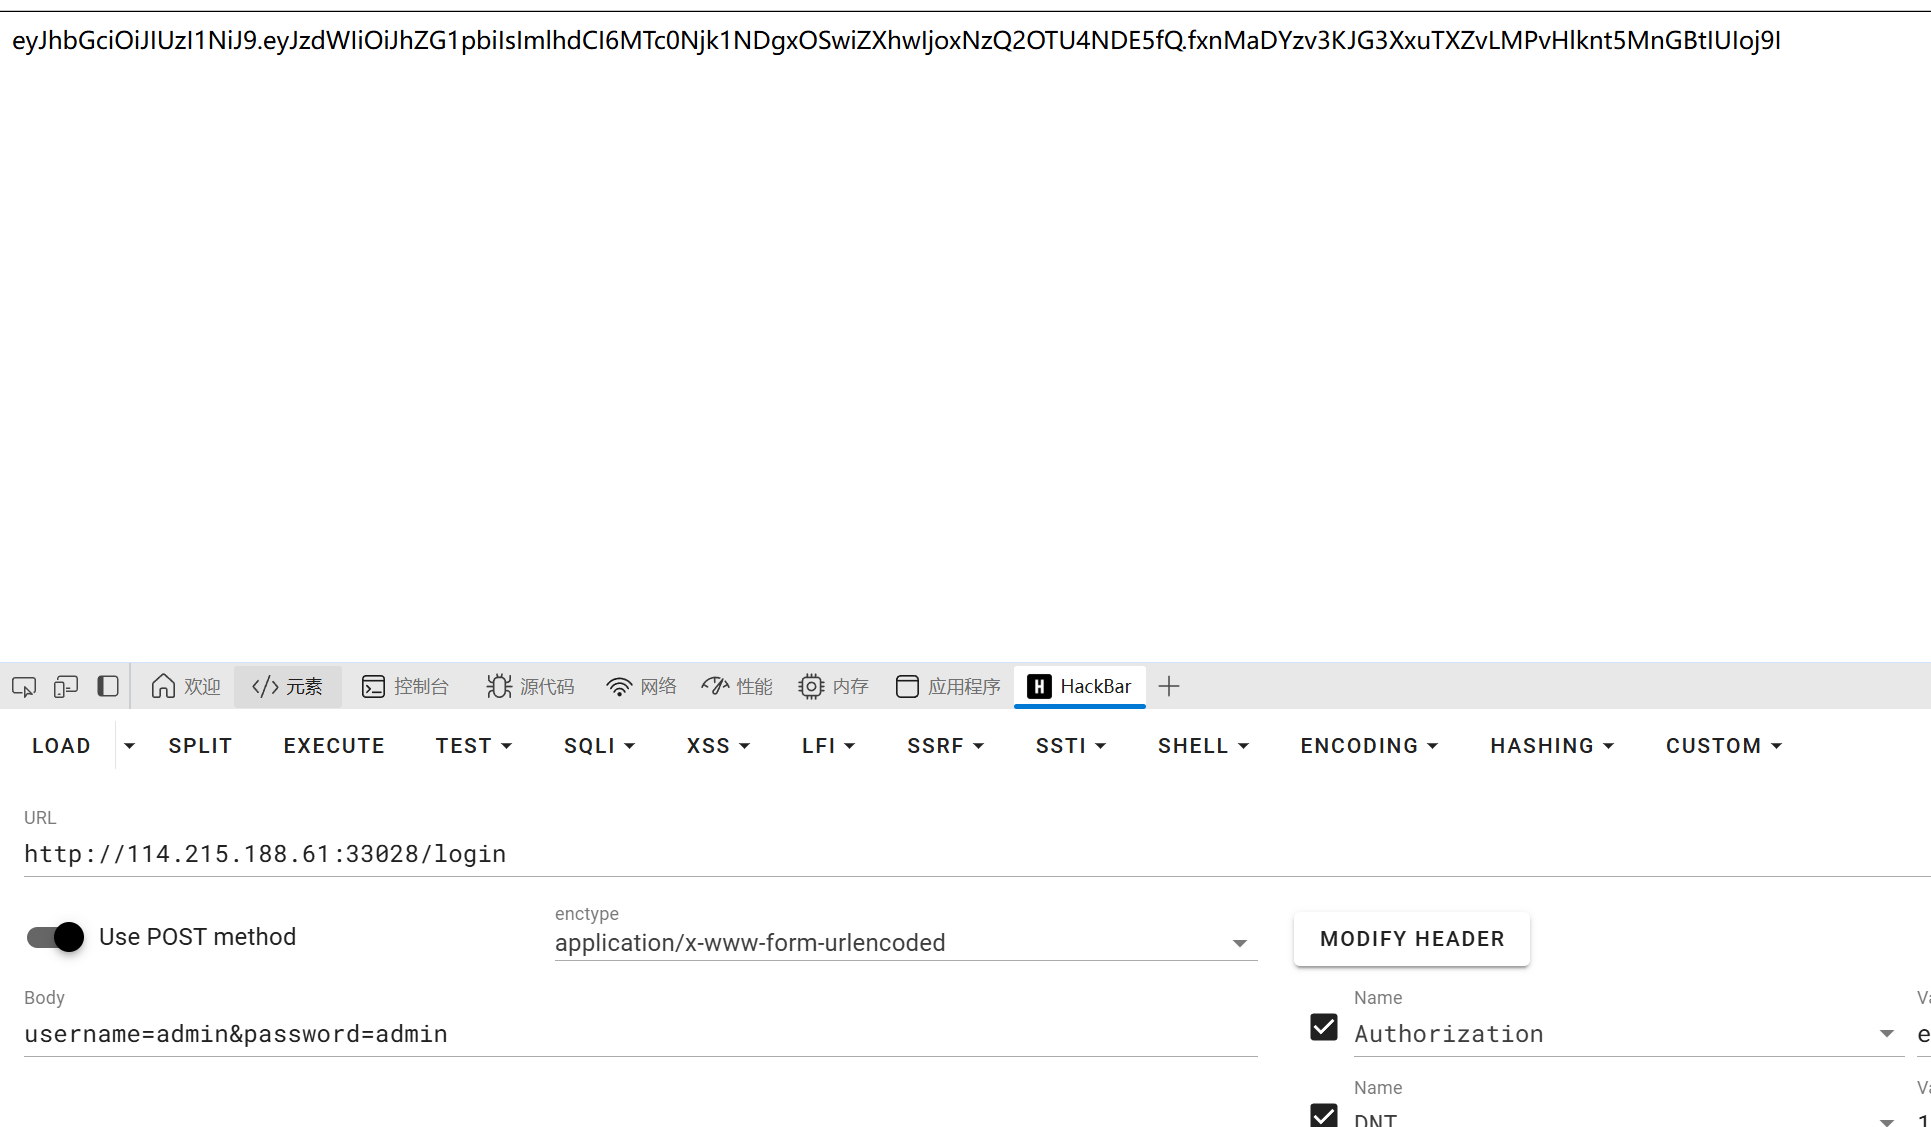 eyJhbGciOiJIUzI1NiJ9.eyJzdWIiOiJhZG1pbiIsImlhdCI6MTc0Njk1NDgxOSwiZXhwIjoxNzQ2OTU4NDE5fQ.fxnMaDYzv3KJG3XxuTXZvLMPvHlknt5MnGBtIUIoj9I
欢迎 元素 控制台 源代码 网络 性能 内存 应用程序 HackBar
LOAD SPLIT EXECUTE TEST SQLI XSS LFI SSRF SSTI SHELL ENCODING HASHING CUSTOM
URL
http://114.215.188.61:33028/login
Use POST method
enctype
application/x-www-form-urlencoded
MODIFY HEADER
Body
username=admin&password=admin
Name
Authorization
Name
DNT